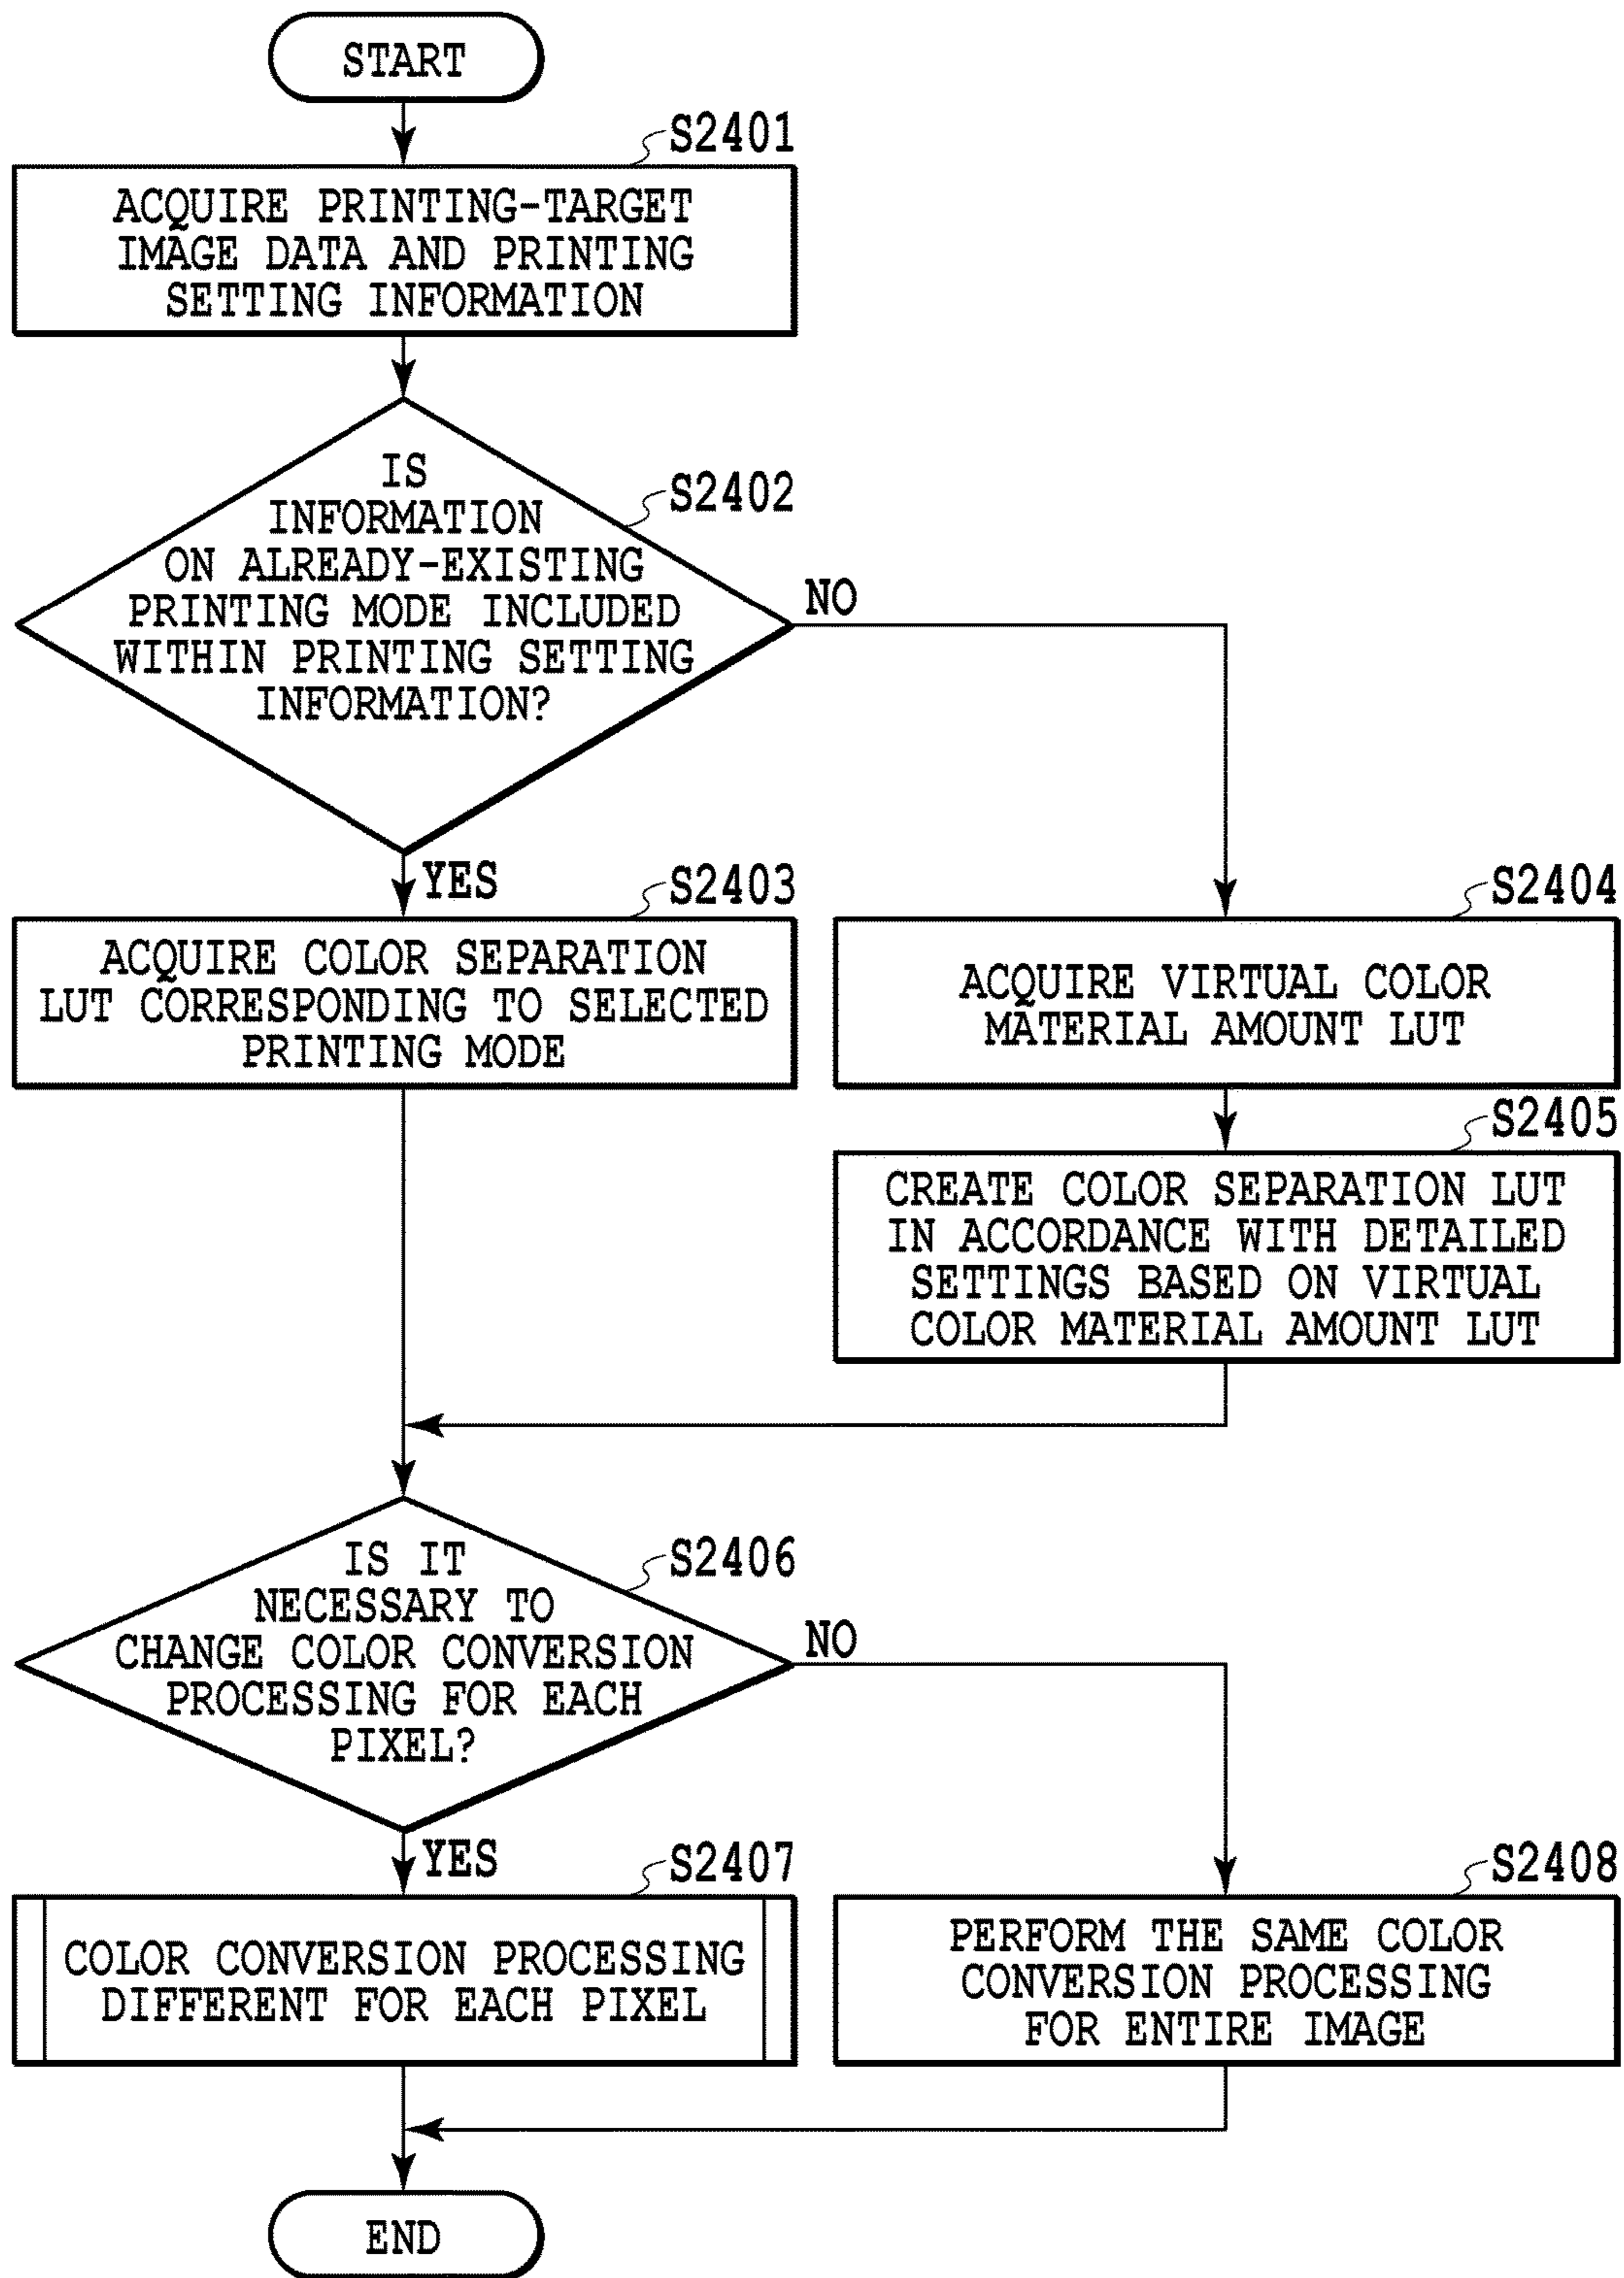 START
S2401
ACQUIRE PRINTING-TARGET
IMAGE DATA AND PRINTING
SETTING INFORMATION
S2402
IS
INFORMATION
ON ALREADY-EXISTING
PRINTING MODE INCLUDED
WITHIN PRINTING SETTING
INFORMATION?
NO
YES
S2403
ACQUIRE COLOR SEPARATION
LUT CORRESPONDING TO SELECTED
PRINTING MODE
S2404
ACQUIRE VIRTUAL COLOR
MATERIAL AMOUNT LUT
S2405
CREATE COLOR SEPARATION LUT
IN ACCORDANCE WITH DETAILED
SETTINGS BASED ON VIRTUAL
COLOR MATERIAL AMOUNT LUT
S2406
IS IT
NECESSARY TO
CHANGE COLOR CONVERSION
PROCESSING FOR EACH
PIXEL?
NO
YES
S2407
COLOR CONVERSION PROCESSING
DIFFERENT FOR EACH PIXEL
S2408
PERFORM THE SAME COLOR
CONVERSION PROCESSING
FOR ENTIRE IMAGE
END